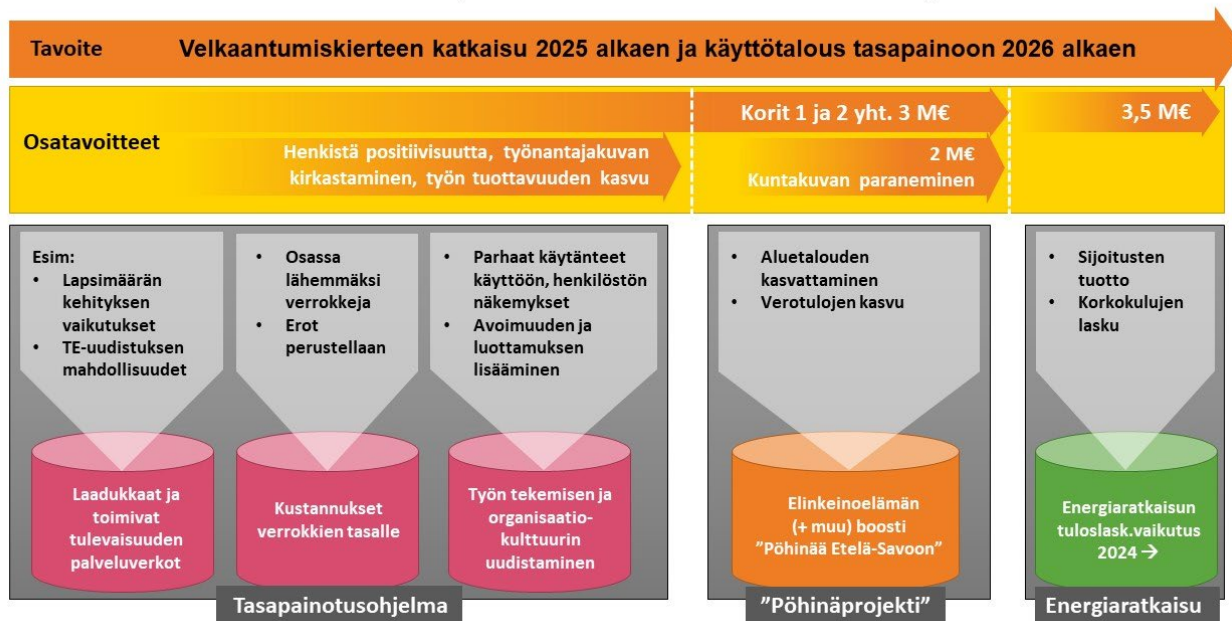 Tavoite
Velkaantumiskierteen katkaisu 2025 alkaen ja käyttötalous tasapainoon 2026 alkaen
Osatavoitteet
Korit 1 ja 2 yht. 3 M€
3,5 M€
Henkistä positiivisuutta, työnantajakuvan
kirkastaminen, työn tuottavuuden kasvu
2 M€
Kuntakuvan paraneminen
Esim:
• Lapsimäärän
kehityksen
vaikutukset
• TE-uudistuksen
mahdollisuudet
• Osassa
lähemmäksi
verrokkeja
• Erot
perustellaan
• Parhaat käytänteet
käyttöön, henkilöstön
näkemykset
• Avoimuuden ja
luottamuksen
lisääminen
• Aluetalouden
kasvattaminen
• Verotulojen kasvu
• Sijoitusten
tuotto
• Korkokulujen
lasku
Laadukkaat ja
toimivat
tulevaisuuden
palveluverkot
Kustannukset
verrokkien tasalle
Työn tekemisen ja
organisaatio-
kulttuurin
uudistaminen
Elinkeinoelämän
(+ muu) boosti
”Pöhinää Etelä-Savoon”
Energiaratkaisun
tuloslask.vaikutus
2024 →
Tasapainotusohjelma
”Pöhinäprojekti”
Energiaratkaisu